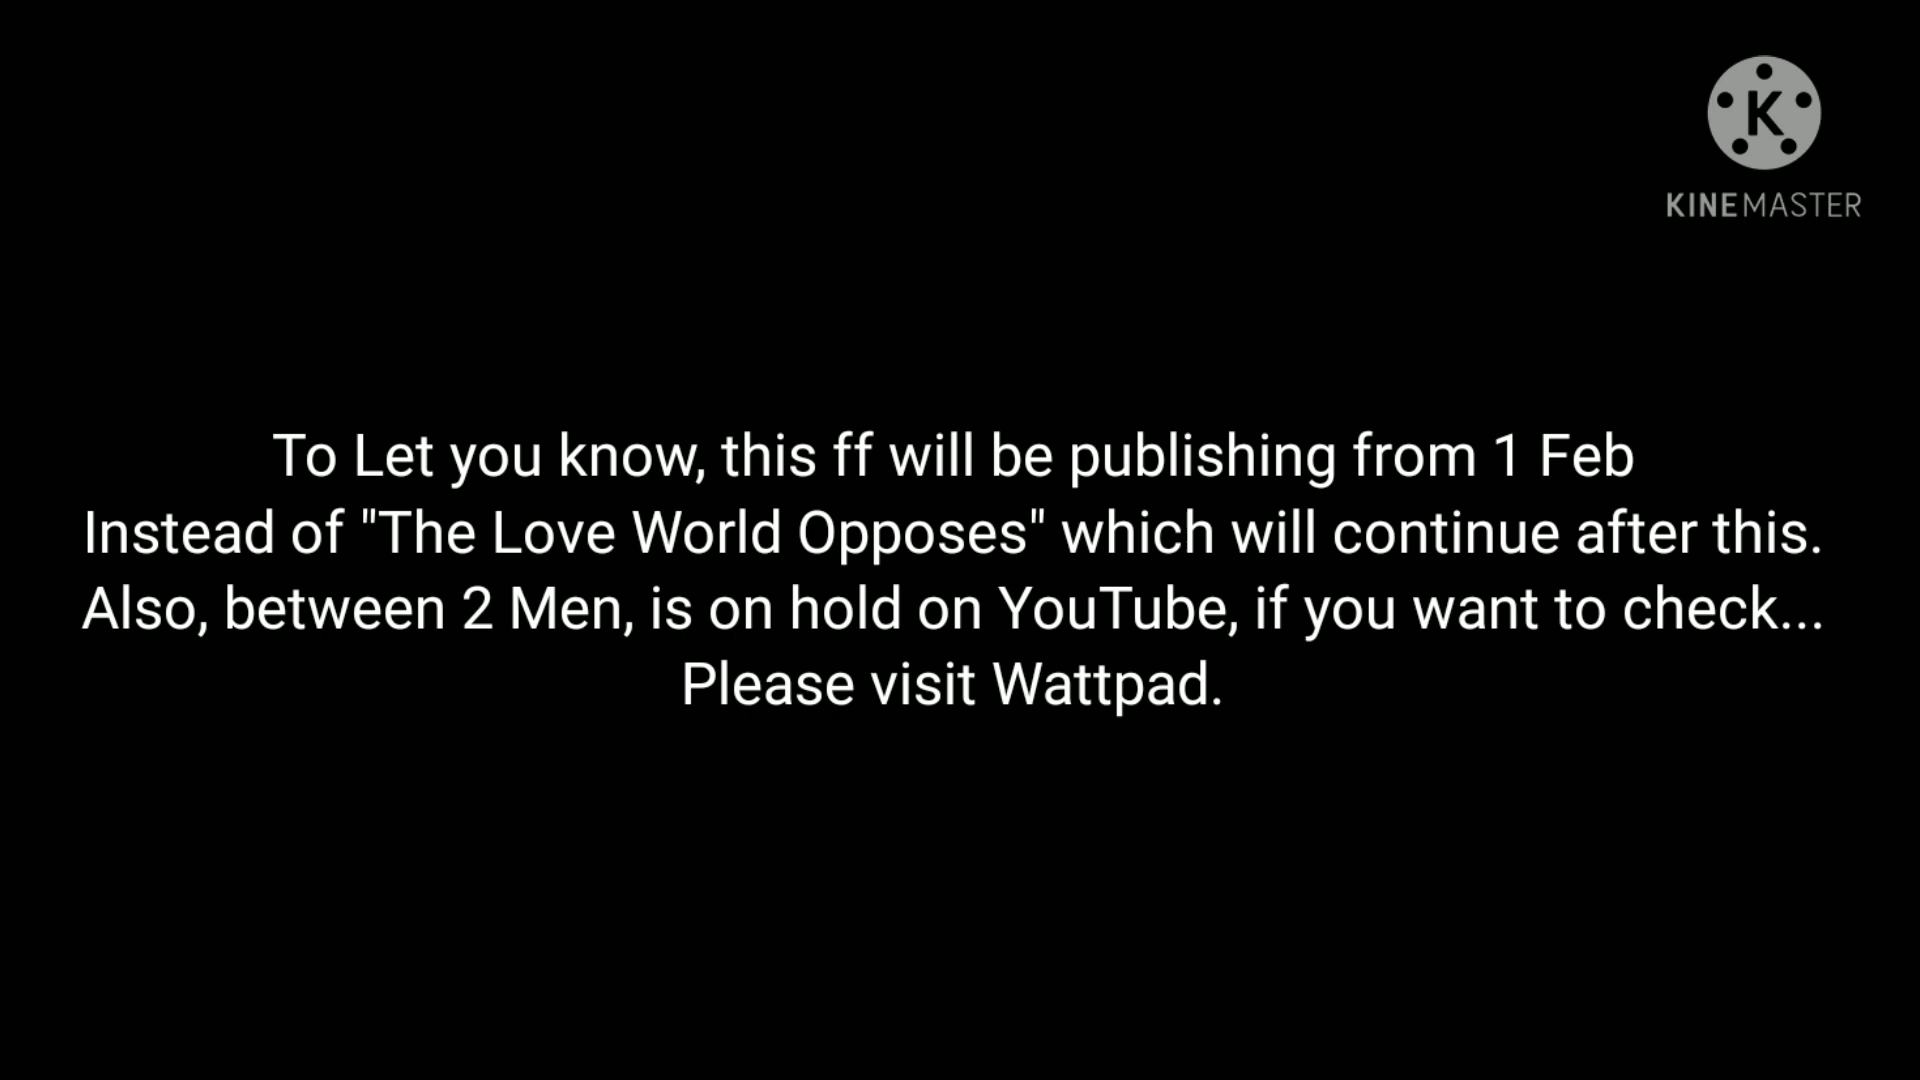 K
KINEMASTER
To Let you know, this ff will be publishing from 1 Feb
Instead of "The Love World Opposes" which will continue after this.
Also, between 2 Men, is on hold on YouTube, if you want to check...
Please visit Wattpad.